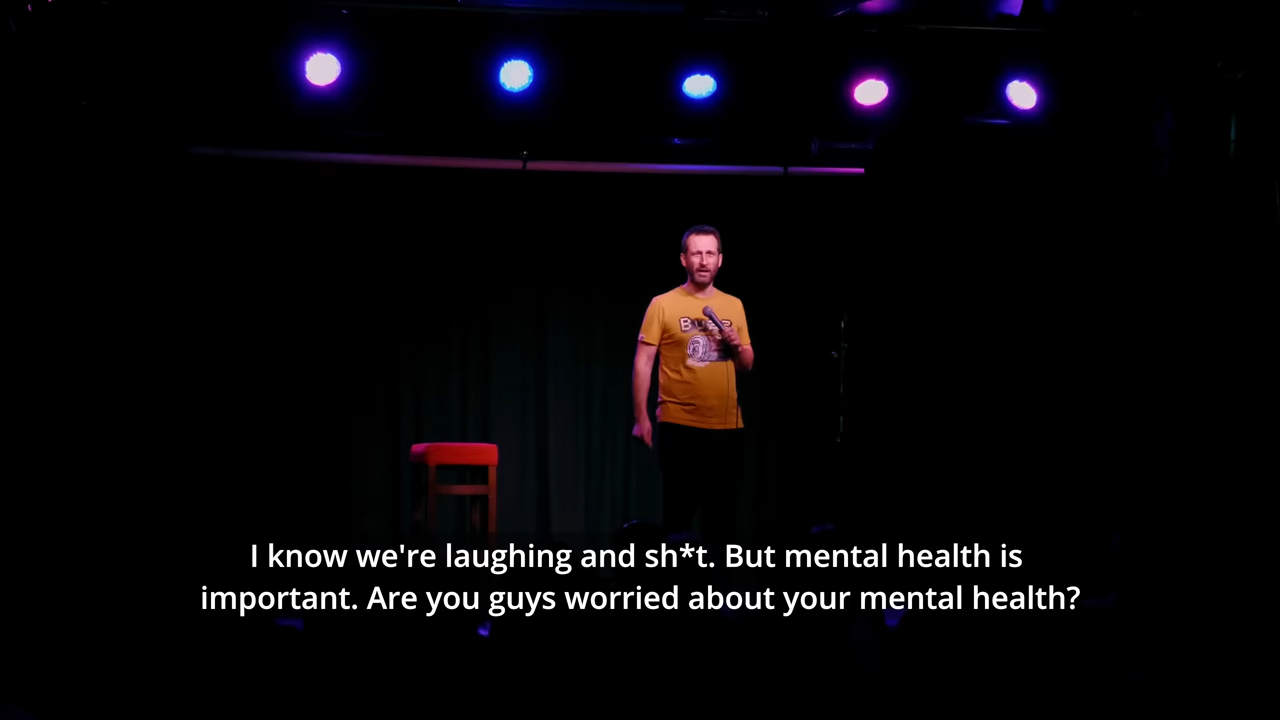 I know we're laughing and sh*t. But mental health is
important. Are you guys worried about your mental health?